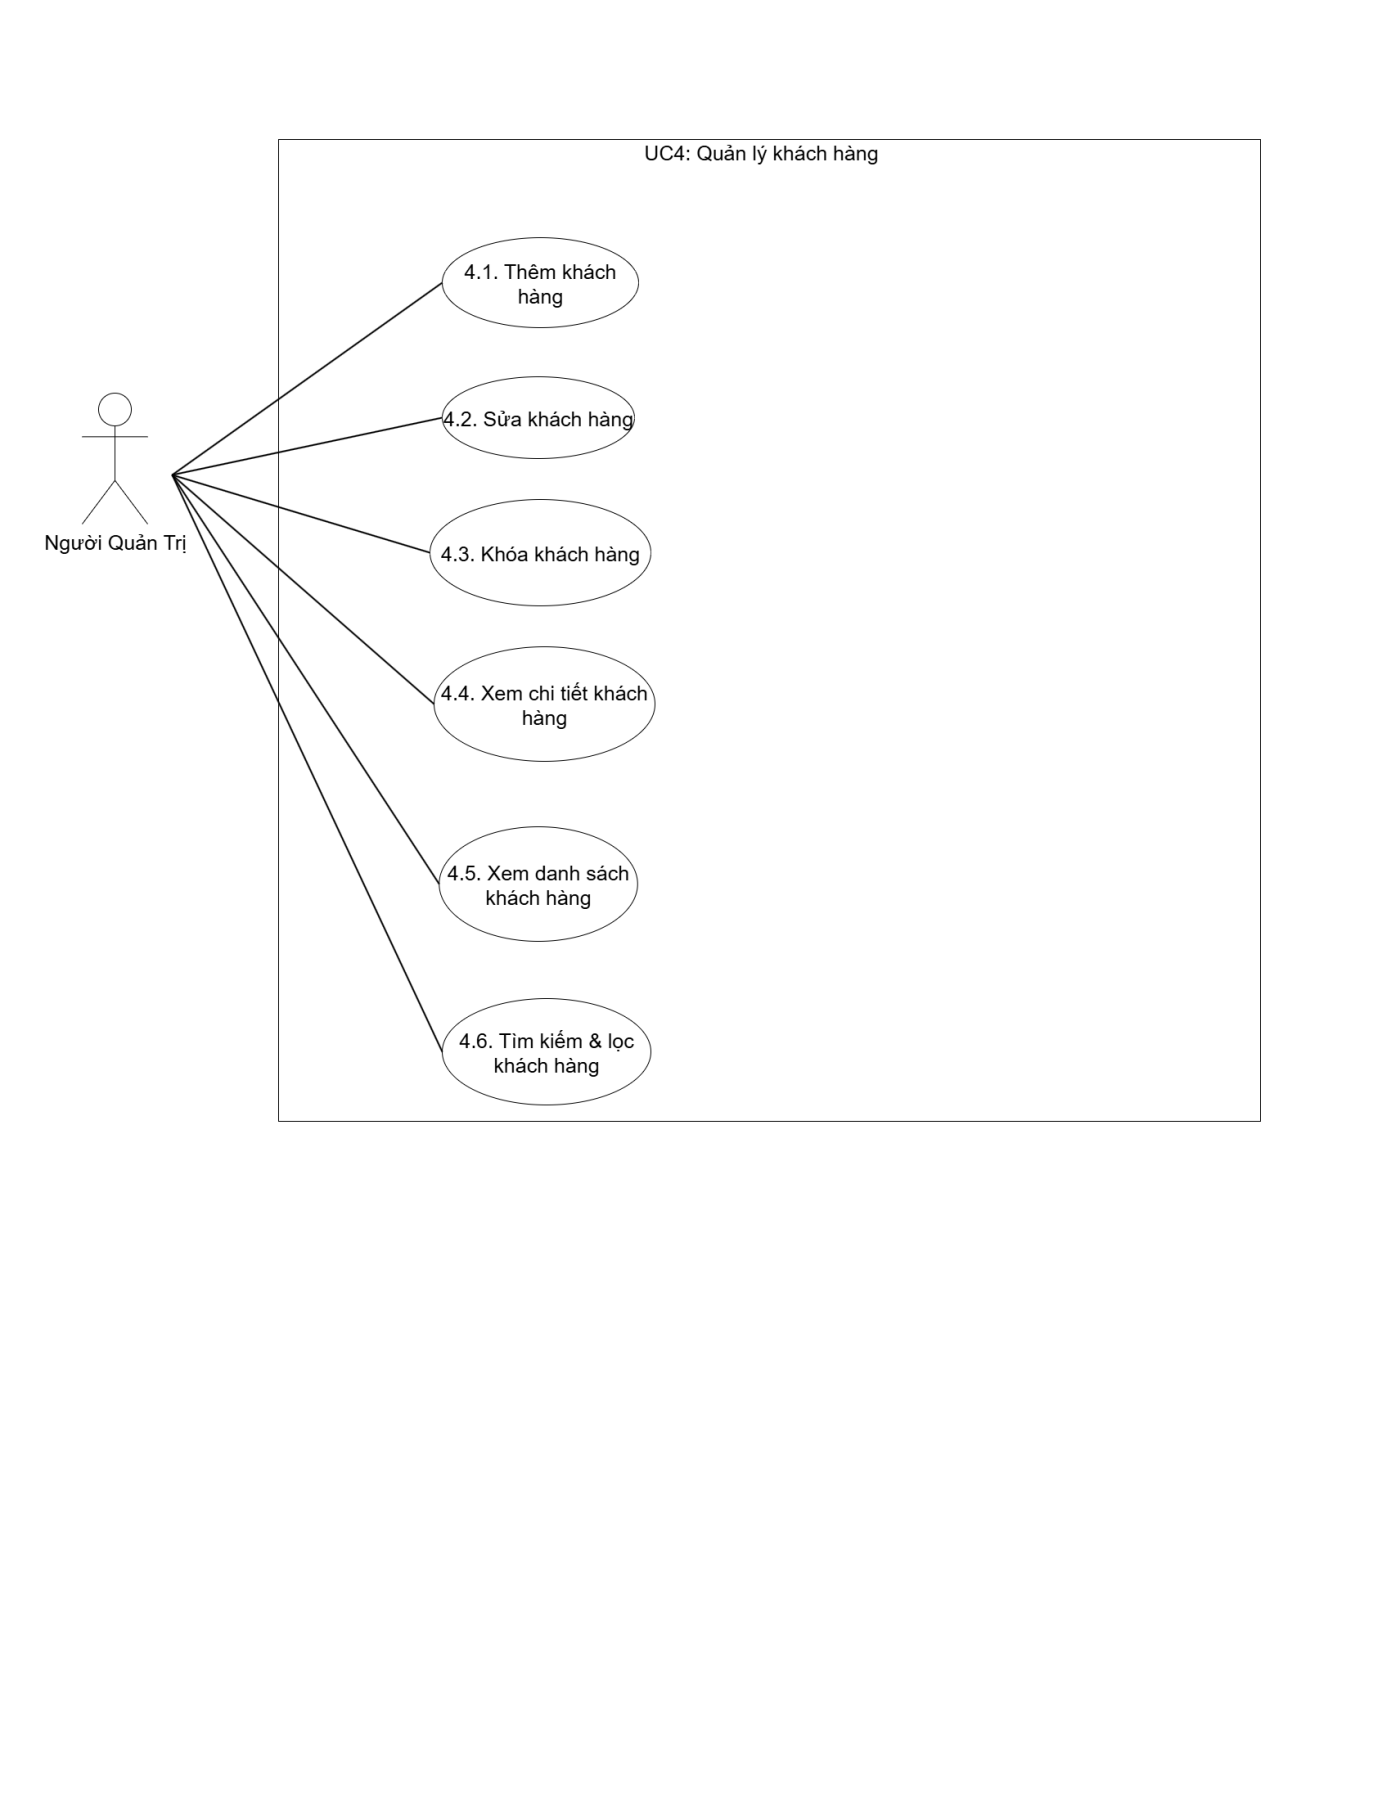 UC4: Quản lý khách hàng
4.1. Thêm khách
hàng
4.2. Sửa khách hàng
Người Quản Trị
4.3. Khóa khách hàng
4.4. Xem chi tiết khách
hàng
4.5. Xem danh sách
khách hàng
4.6. Tìm kiếm & lọc
khách hàng